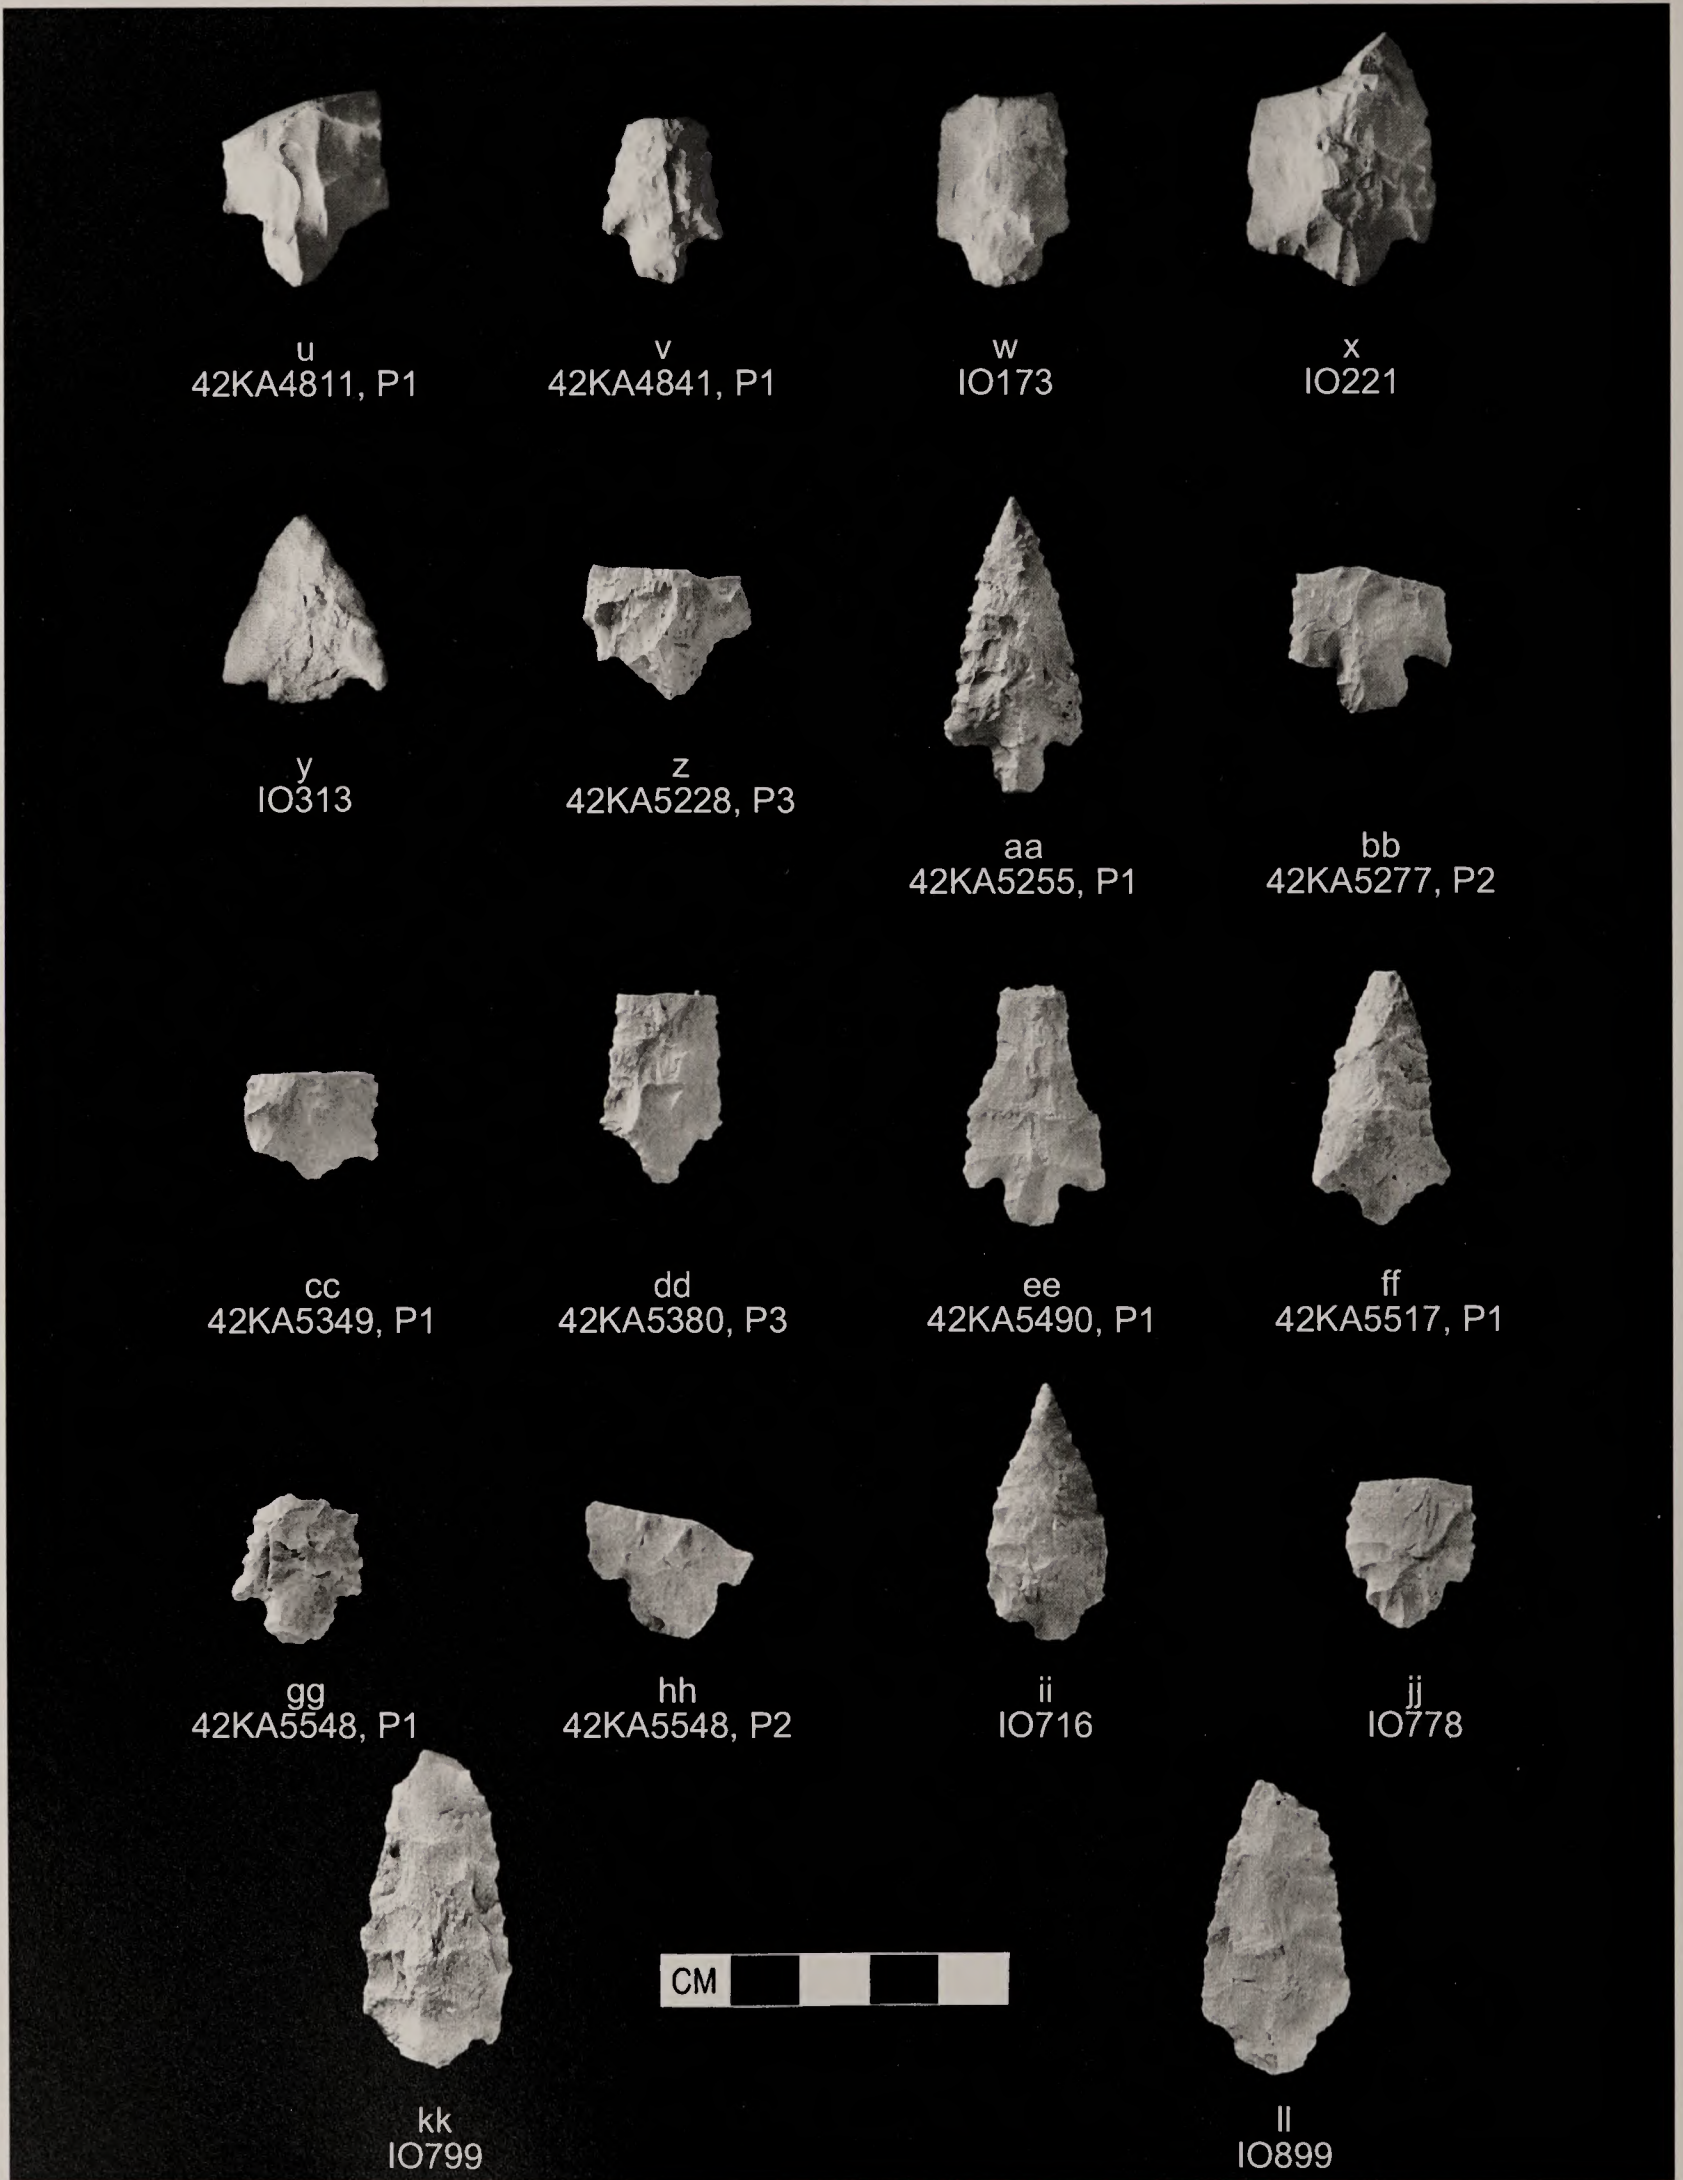 u
42KA4811, P1
v
42KA4841, P1
w
IO173
x
IO221
y
IO313
z
42KA5228, P3
aa
42KA5255, P1
bb
42KA5277, P2
cc
42KA5349, P1
dd
42KA5380, P3
ee
42KA5490, P1
ff
42KA5517, P1
gg
42KA5548, P1
hh
42KA5548, P2
ii
IO716
jj
IO778
CM
kk
IO799
ll
IO899